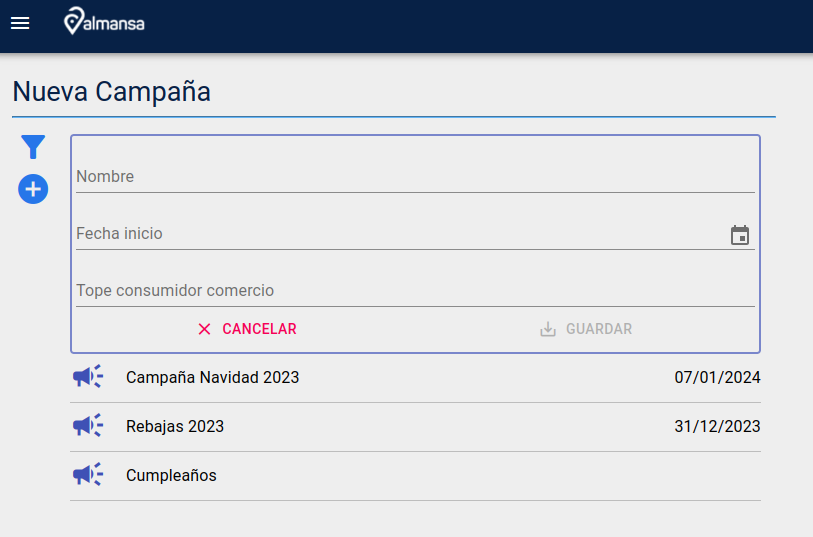 almansa
Nueva Campaña
Nombre
Fecha inicio
Tope consumidor comercio
CANCELAR GUARDAR
Campaña Navidad 2023 07/01/2024
Rebajas 2023 31/12/2023
Cumpleaños